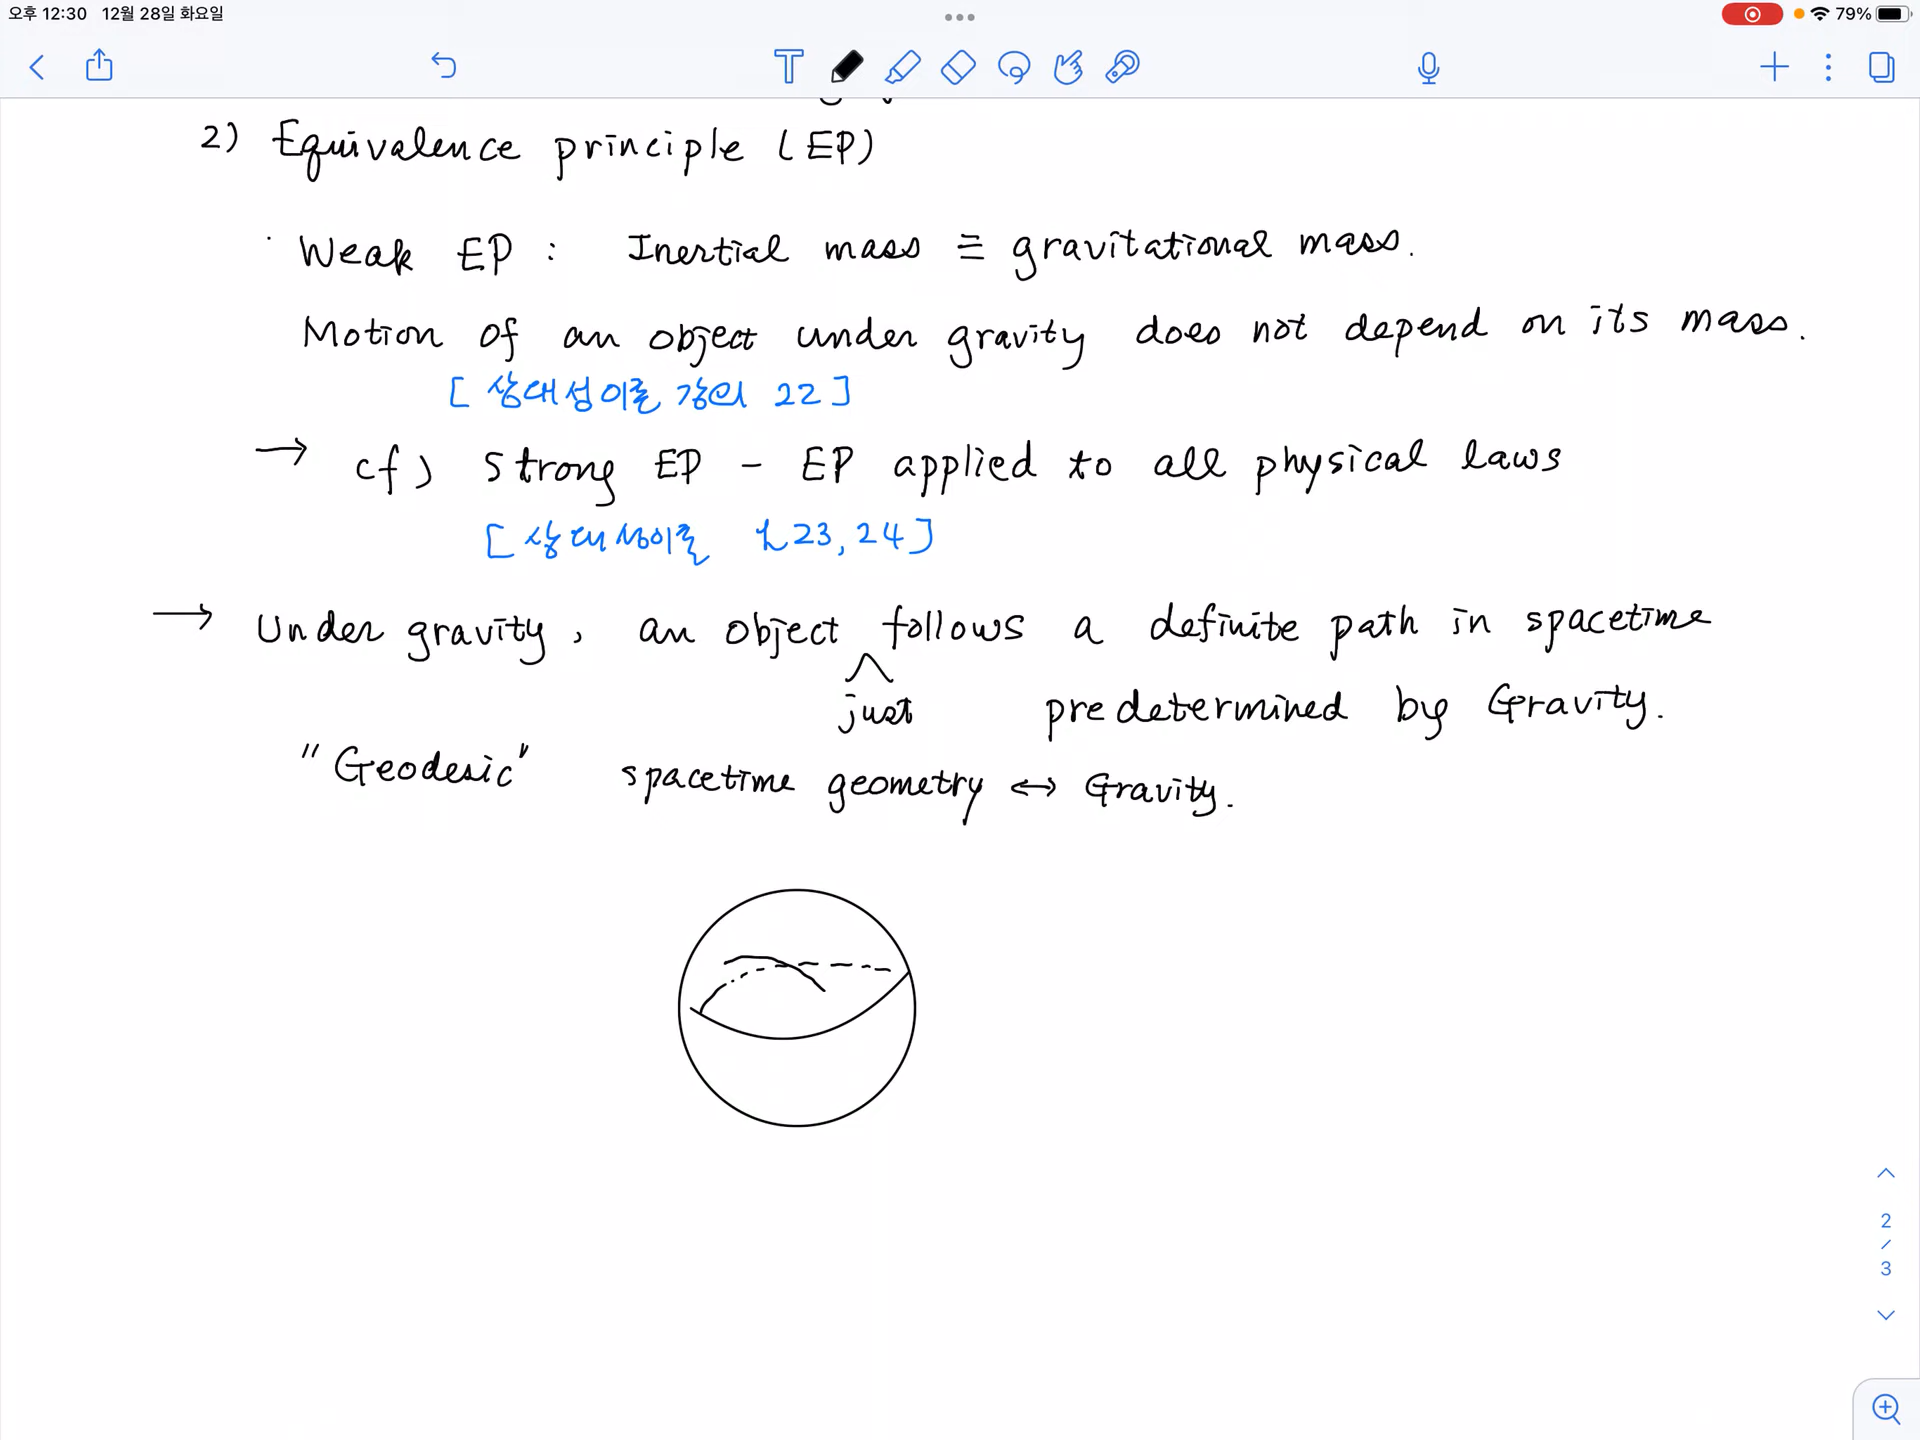 오후 12:30 12월 28일 화요일
79%
2) Equivalence principle (EP)
· Weak EP : Inertial mass ≡ gravitational mass.
Motion of an object under gravity does not depend on its mass.
[ 상대성이론 강의 22 ]
→ cf) Strong EP - EP applied to all physical laws
[ 상대성이론 23, 24 ]
→ Under gravity, an object follows a definite path in spacetime
just predetermined by Gravity.
"Geodesic" spacetime geometry ↔ Gravity.
2
/
3